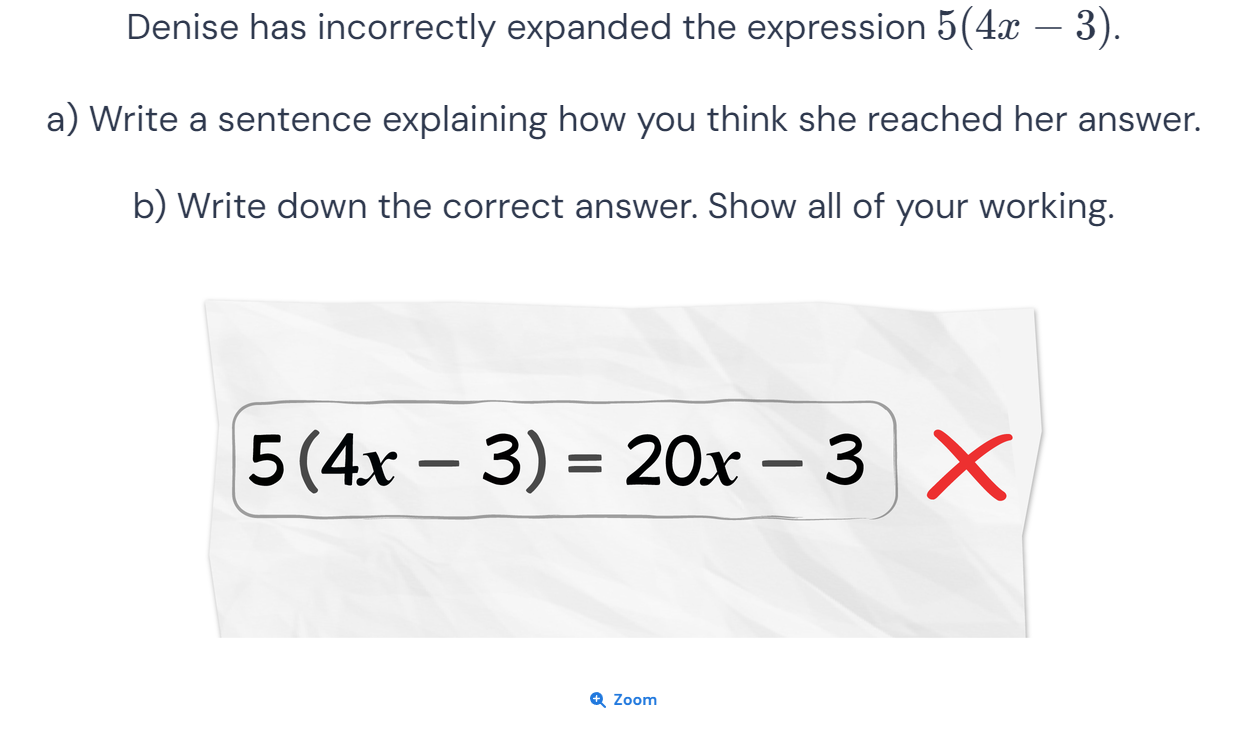 Denise has incorrectly expanded the expression 5(4x − 3).
a) Write a sentence explaining how you think she reached her answer.
b) Write down the correct answer. Show all of your working.
5(4x − 3) = 20x − 3
Zoom